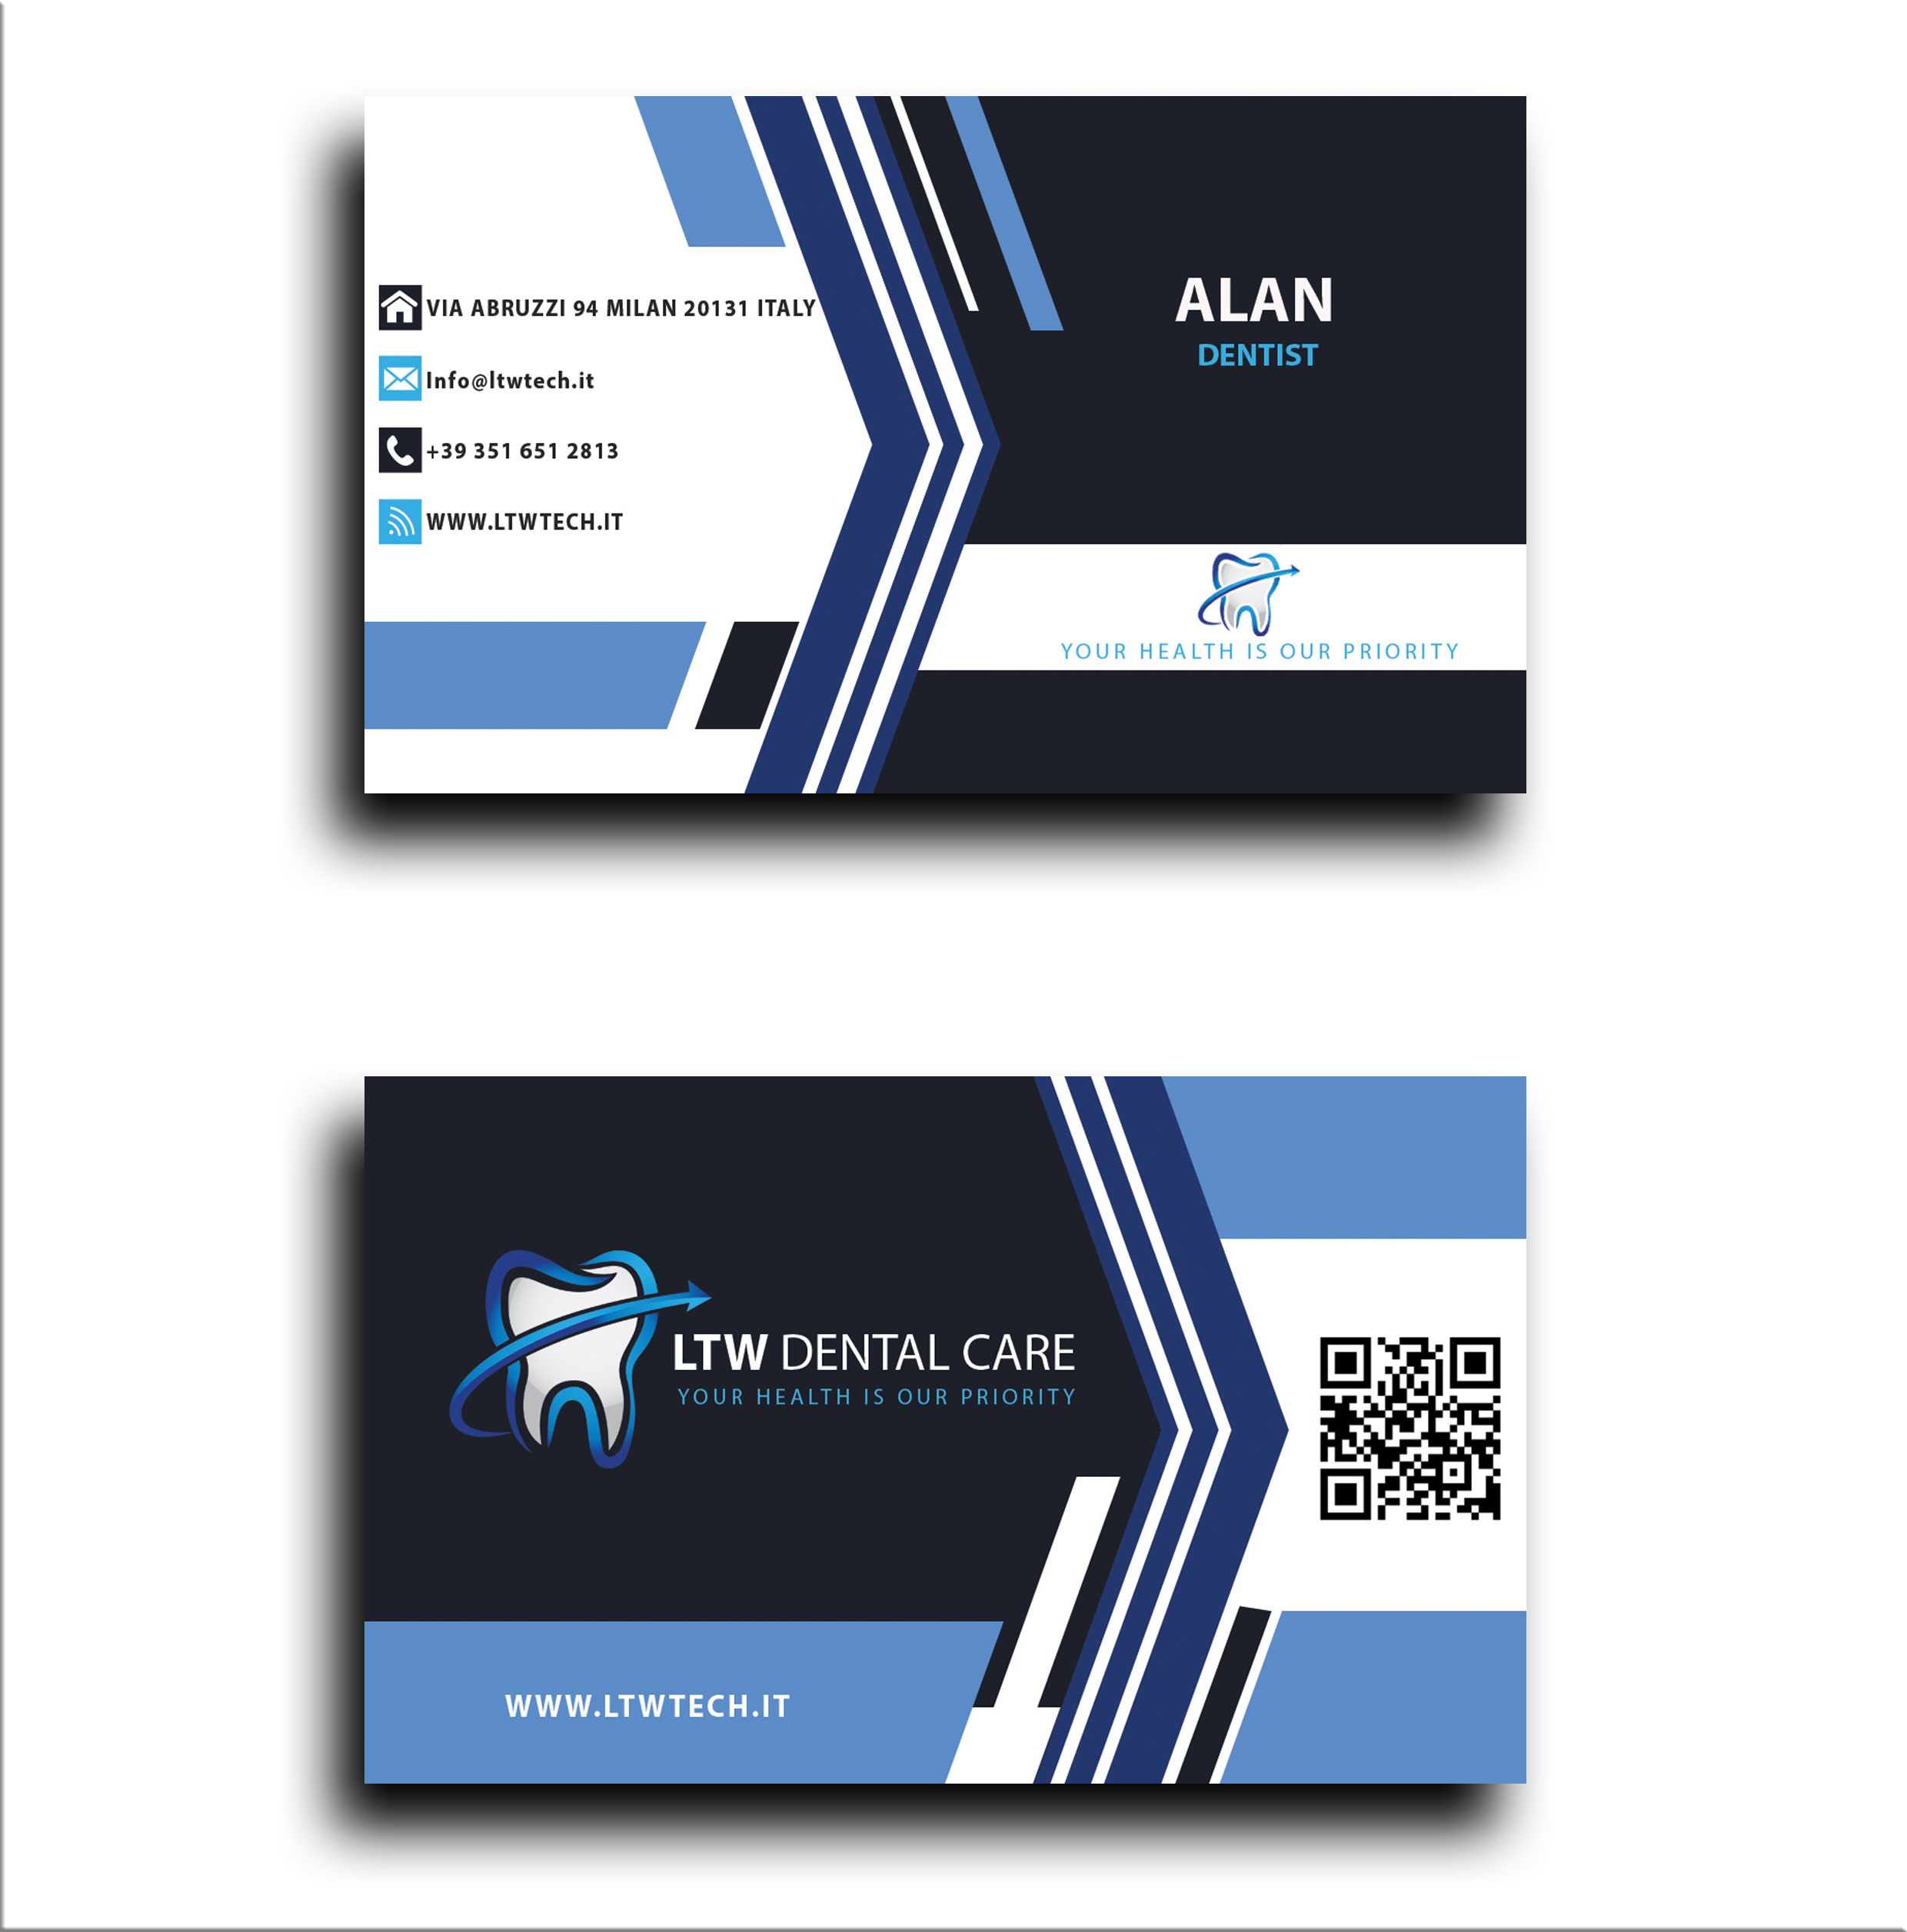 VIA ABRUZZI 94 MILAN 20131 ITALY
Info@ltwtech.it
+39 351 651 2813
WWW.LTWTECH.IT
ALAN
DENTIST
YOUR HEALTH IS OUR PRIORITY
LTW DENTAL CARE
YOUR HEALTH IS OUR PRIORITY
WWW.LTWTECH.IT